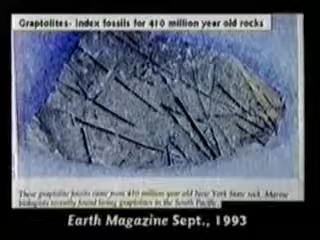 Graptolites- Index fossils for 410 million year old rocks
These graptolite fossils came from 410 million year old New York State rock. Marine
biologists recently found living graptolites in the South Pacific.
Earth Magazine Sept., 1993